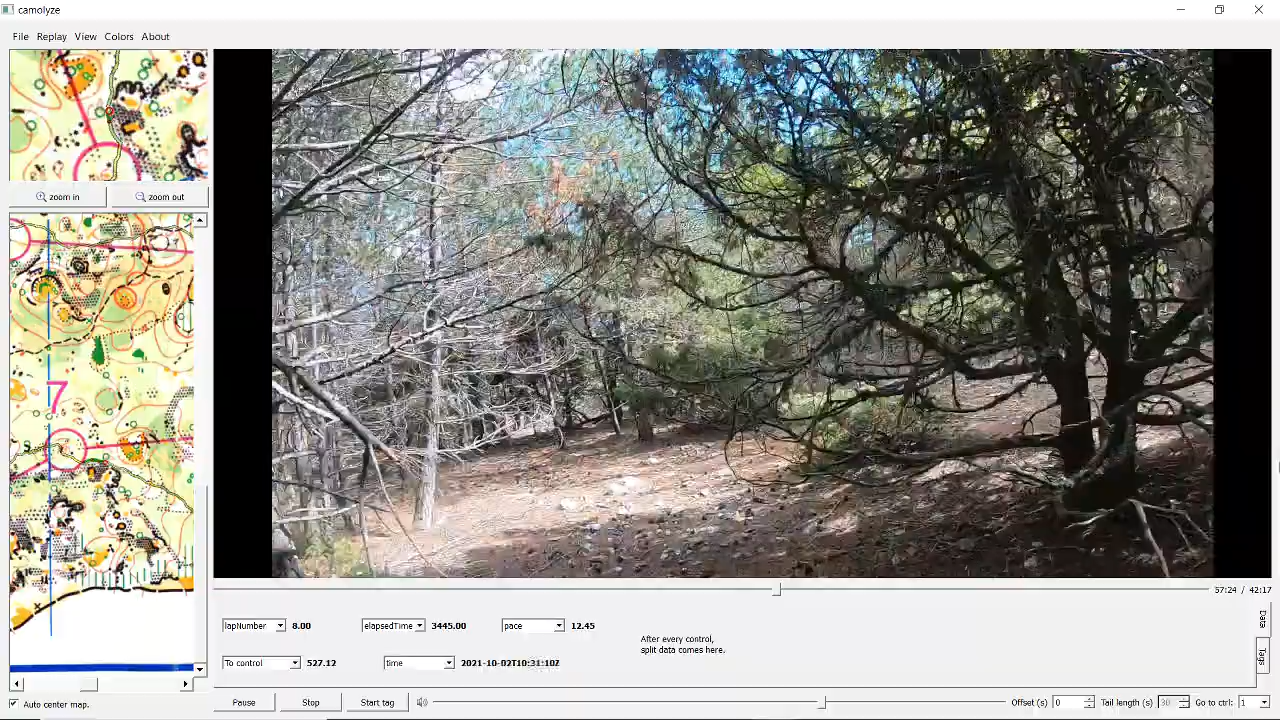 camolyze
File Replay View Colors About
zoom in zoom out
7
57:24 / 42:17
lapNumber 8.00 elapsedTime 3445.00 pace 12.45
After every control,
split data comes here.
To control 527.12 time 2021-10-02T10:31:10Z
Data
Tags
Auto center map.
Pause Stop Start tag Offset (s) 0 Tail length (s) 30 Go to ctrl: 1